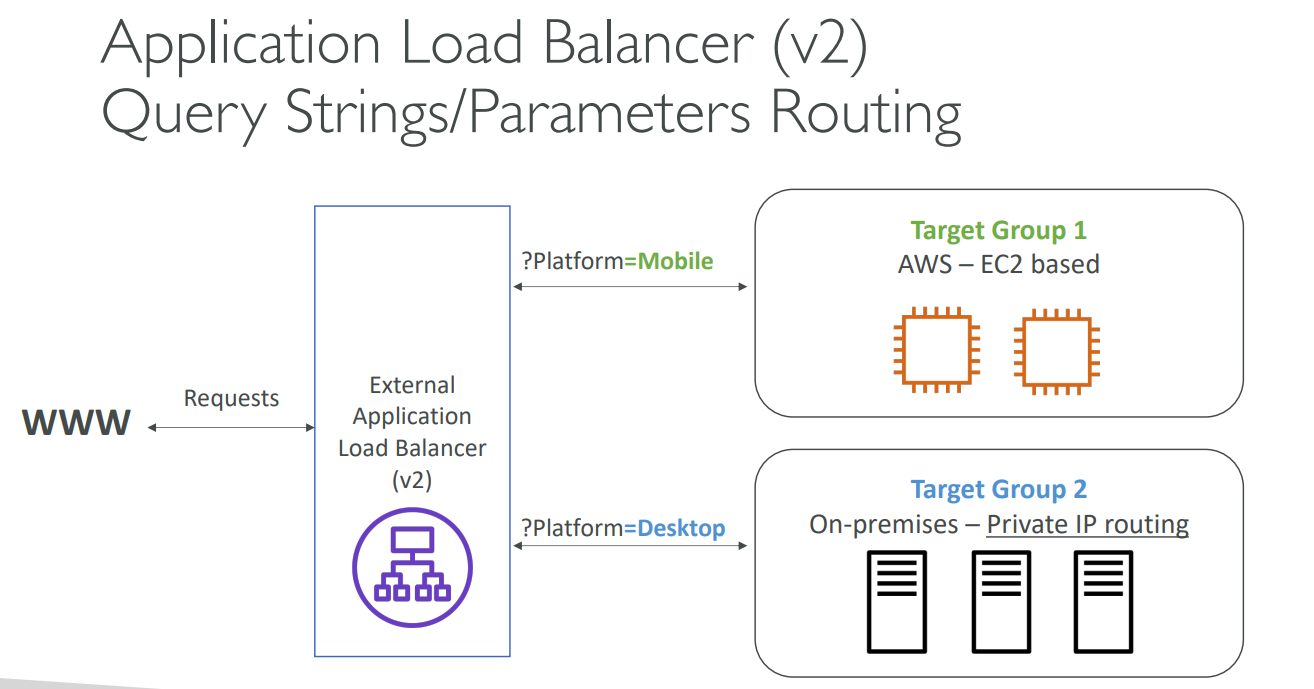 Application Load Balancer (v2)
Query Strings/Parameters Routing
WWW
Requests
External
Application
Load Balancer
(v2)
?Platform=Mobile
Target Group 1
AWS – EC2 based
?Platform=Desktop
Target Group 2
On-premises – Private IP routing